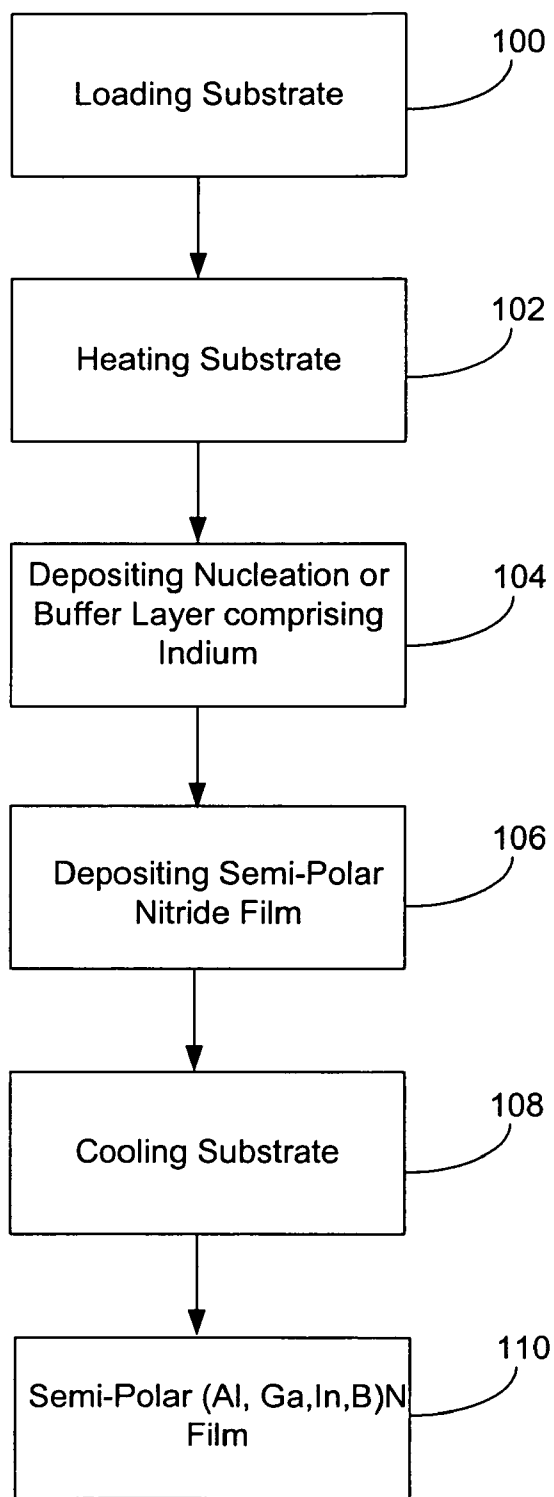 100
Loading Substrate
102
Heating Substrate
Depositing Nucleation or
Buffer Layer comprising
Indium
104
106
Depositing Semi-Polar
Nitride Film
108
Cooling Substrate
110
Semi-Polar (Al, Ga,In,B)N
Film